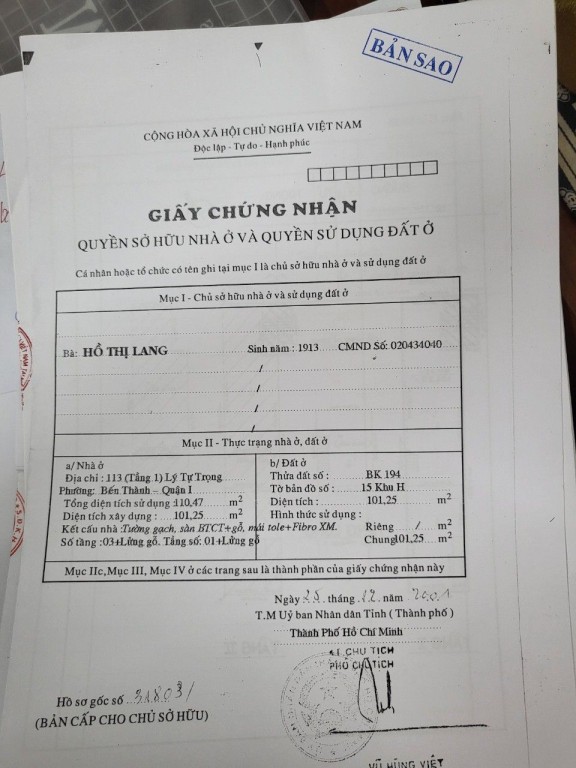 BẢN SAO
CỘNG HÒA XÃ HỘI CHỦ NGHĨA VIỆT NAM
Độc lập - Tự do - Hạnh phúc
GIẤY CHỨNG NHẬN
QUYỀN SỞ HỮU NHÀ Ở VÀ QUYỀN SỬ DỤNG ĐẤT Ở
Cá nhân hoặc tổ chức có tên ghi tại mục I là chủ sở hữu nhà ở và sử dụng đất ở
Mục I - Chủ sở hữu nhà ở và sử dụng đất ở
Bà: HỒ THỊ LANG Sinh năm : 1913 CMND Số: 020434040
/
/
/
/
Mục II - Thực trạng nhà ở, đất ở
a/ Nhà ở
Địa chỉ : 113 (Tầng 1) Lý Tự Trọng
Phường: Bến Thành – Quận I
Tổng diện tích sử dụng : 110,47 m2
Diện tích xây dựng : 101,25 m2
Kết cấu nhà :Tường gạch, sàn BTCT+gỗ, mái tole+Fibro XM.
Số tầng :03+Lửng gỗ. Tầng số: 01+Lửng gỗ
b/ Đất ở
Thửa đất số : BK 194
Tờ bản đồ số : 15 Khu H
Diện tích : 101,25 m2
Hình thức sử dụng :
Riêng / m2
Chung 101,25 m2
Mục IIc, Mục III, Mục IV ở các trang sau là thành phần của giấy chứng nhận này
Ngày 25 tháng 12 năm 2001
T.M Uỷ ban Nhân dân Tỉnh ( Thành phố )
Thành Phố Hồ Chí Minh
KT. CHỦ TỊCH
PHÓ CHỦ TỊCH
Hồ sơ gốc số 31803/
(BẢN CẤP CHO CHỦ SỞ HỮU)
VŨ HÙNG VIỆT